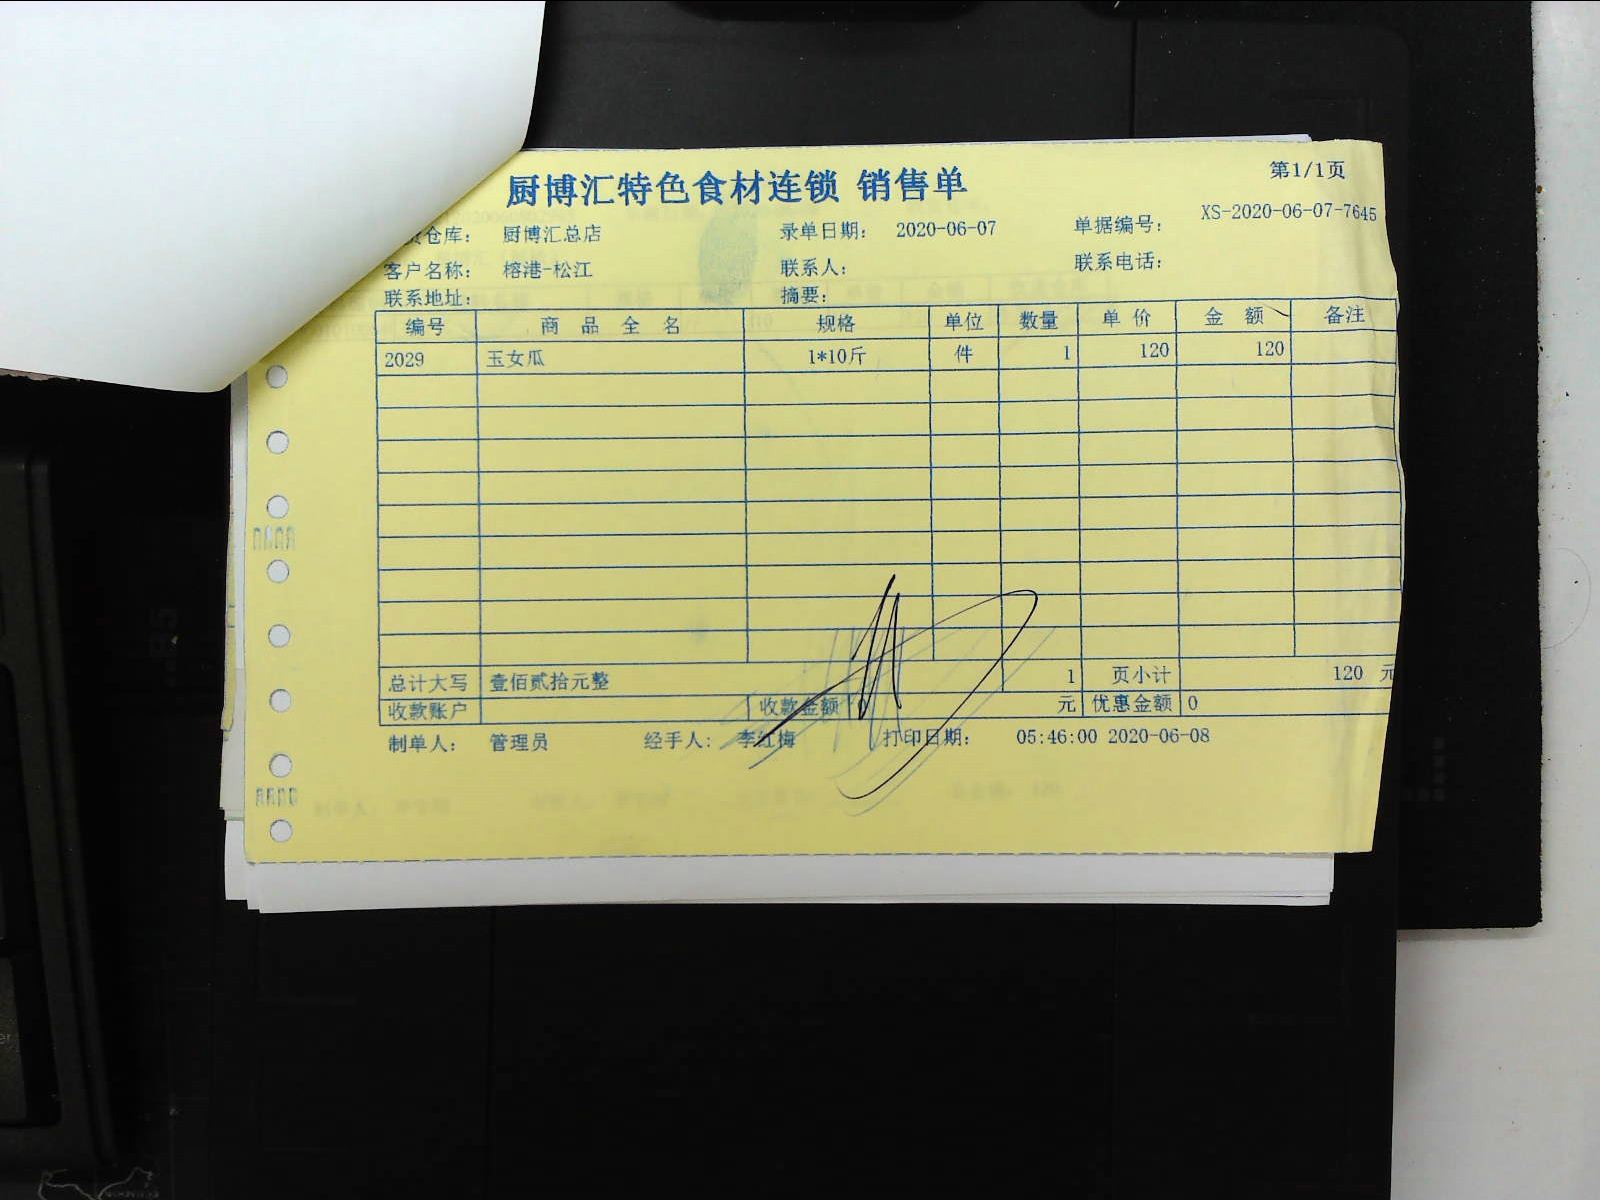 厨博汇特色食材连锁 销售单
第1/1页
仓库: 厨博汇总店 录单日期: 2020-06-07 单据编号: XS-2020-06-07-7645
客户名称: 榕港-松江 联系人: 联系电话:
联系地址: 摘要:
编号 商品全名 规格 单位 数量 单价 金额 备注
2029 玉女瓜 1*10斤 件 1 120 120
总计大写 壹佰贰拾元整 1 页小计 120 元
收款账户 收款金额 0 元 优惠金额 0
制单人: 管理员 经手人: 李红梅 打印日期: 05:46:00 2020-06-08